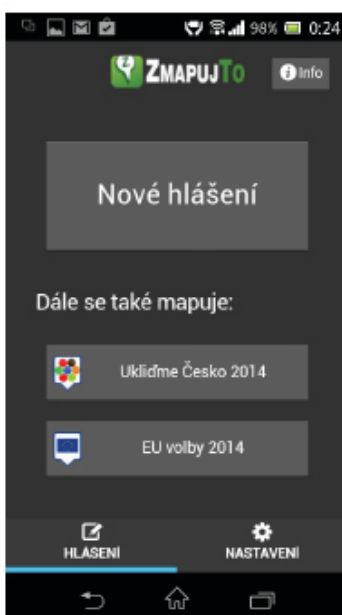 98% 0:24
ZMAPUJTO
Info
Nové hlášení
Dále se také mapuje:
Ukliďme Česko 2014
EU volby 2014
HLÁŠENÍ NASTAVENÍ